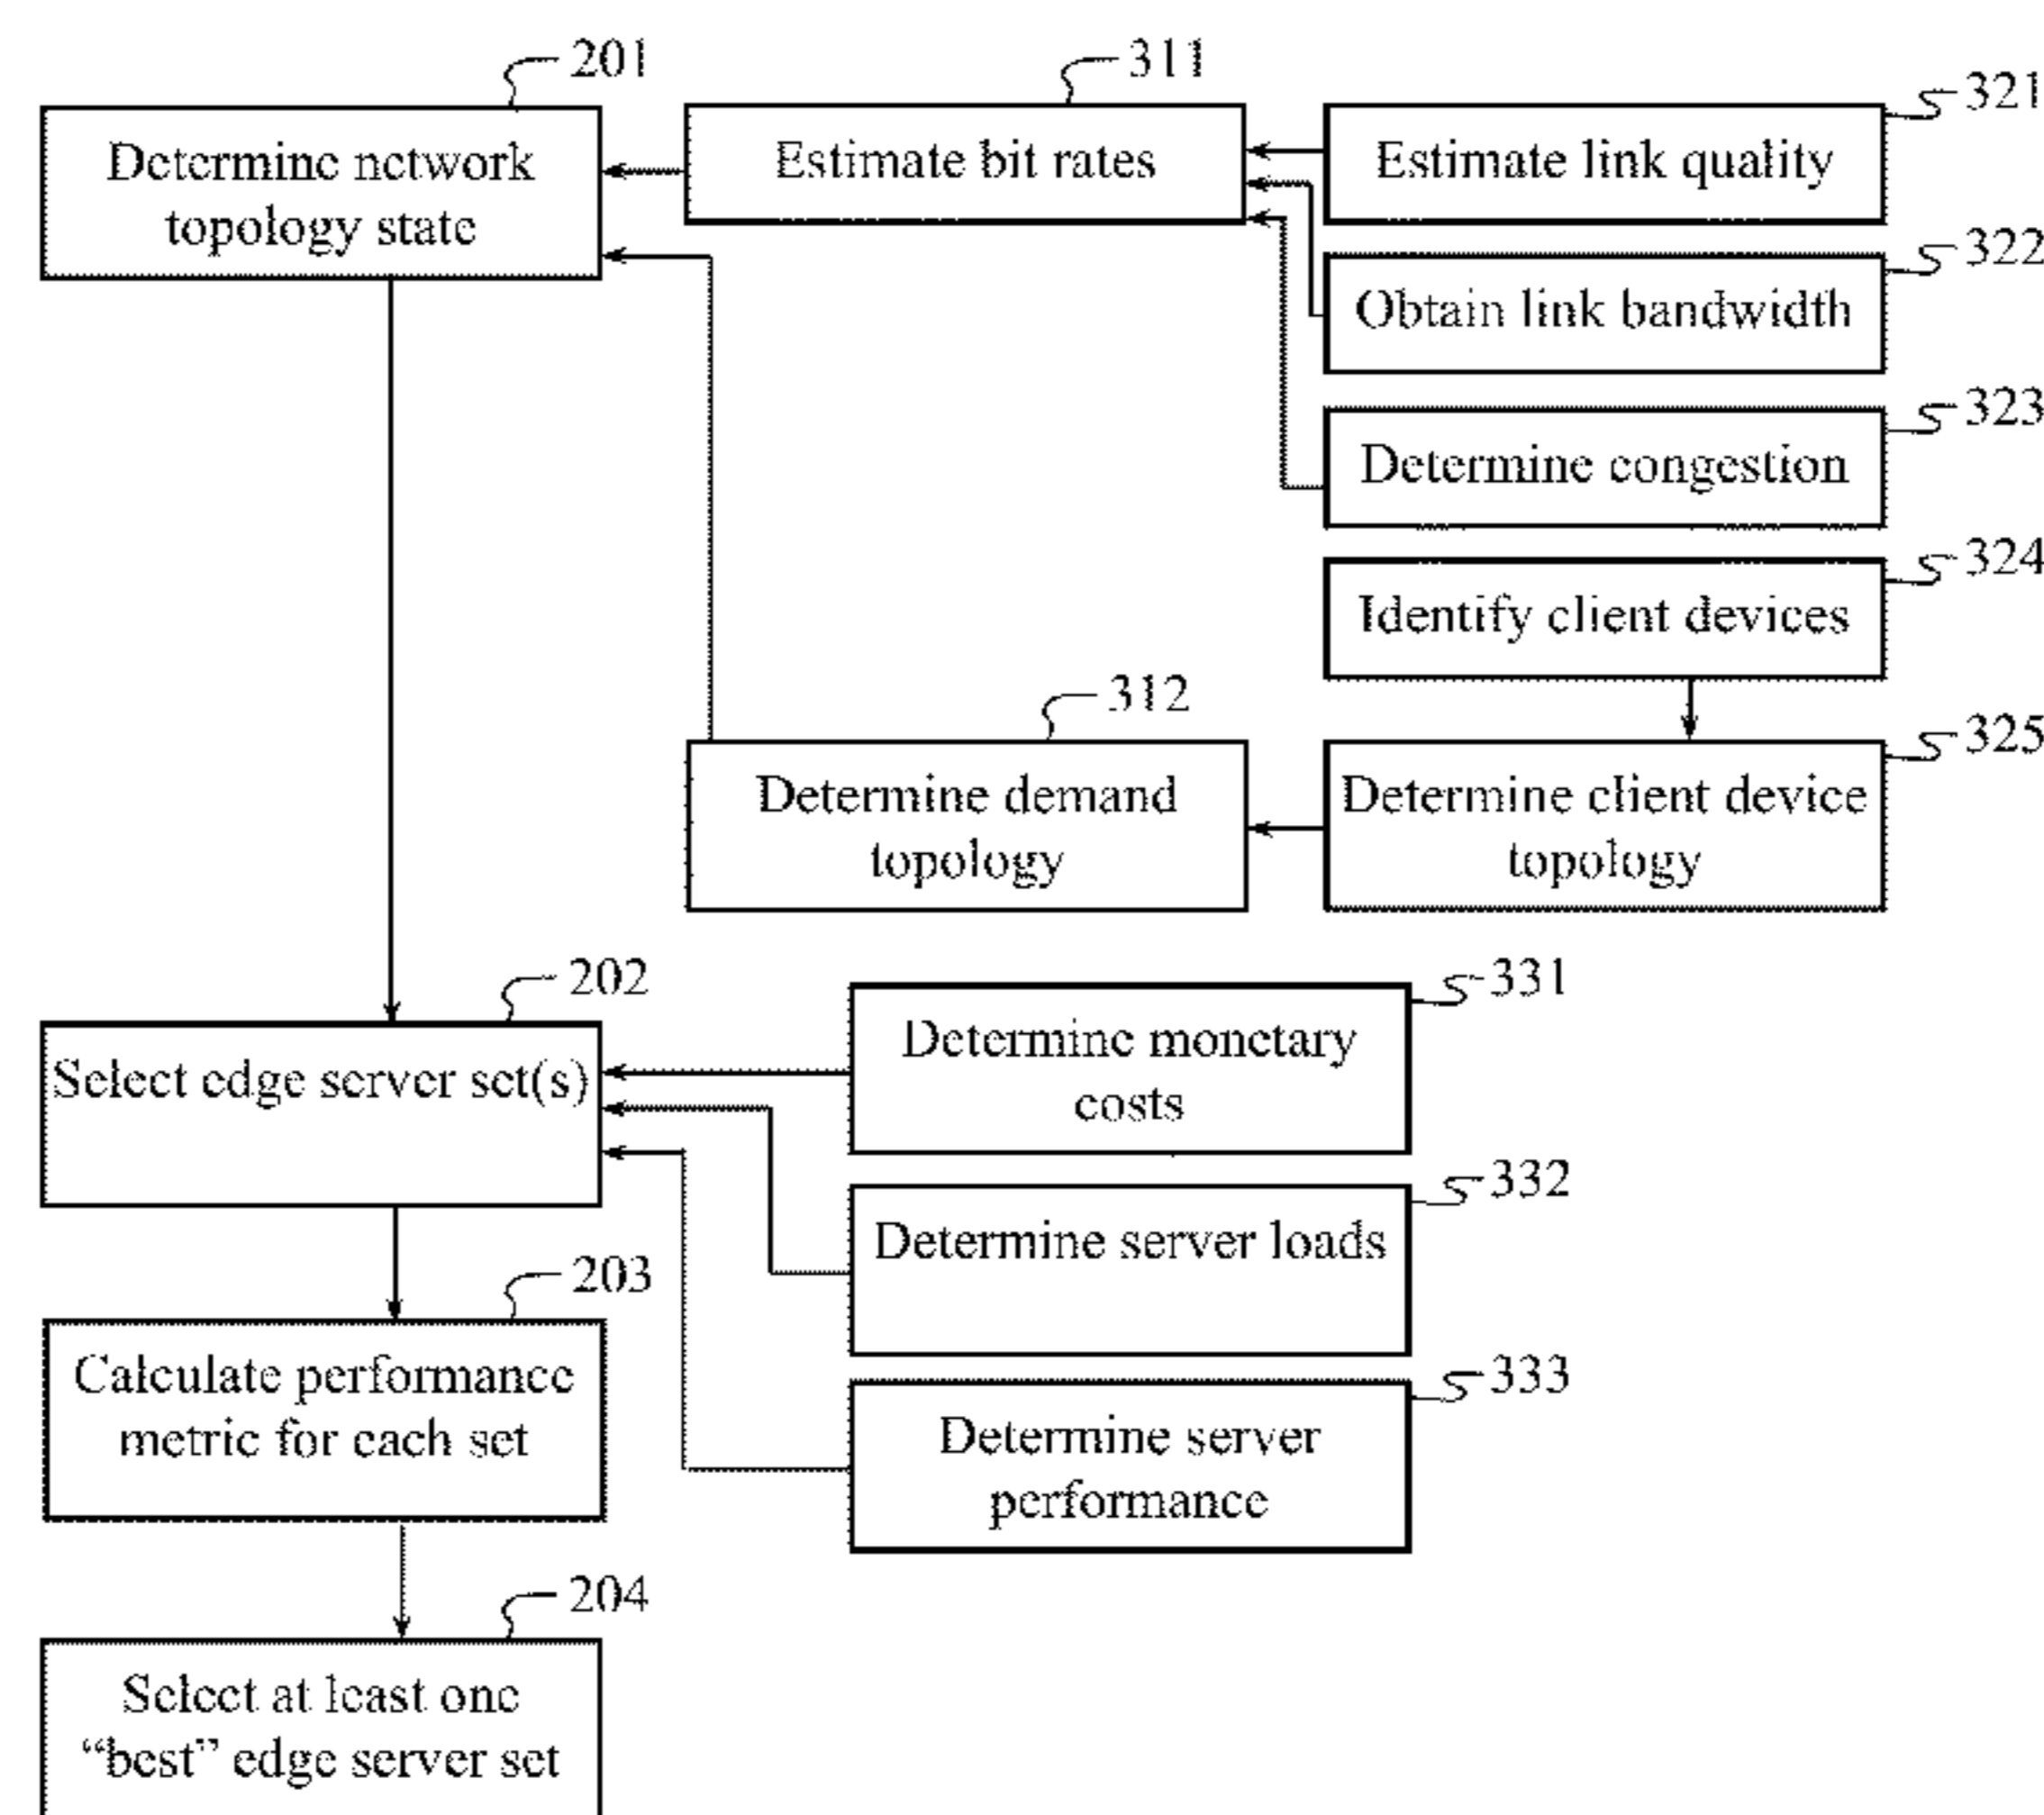 201
311
321
Determine network
topology state
Estimate bit rates
Estimate link quality
322
Obtain link bandwidth
323
Determine congestion
324
Identify client devices
312
325
Determine demand
topology
Determine client device
topology
202
331
Select edge server set(s)
Determine monetary
costs
332
Determine server loads
203
Calculate performance
metric for each set
333
Determine server
performance
204
Select at least one
“best” edge server set